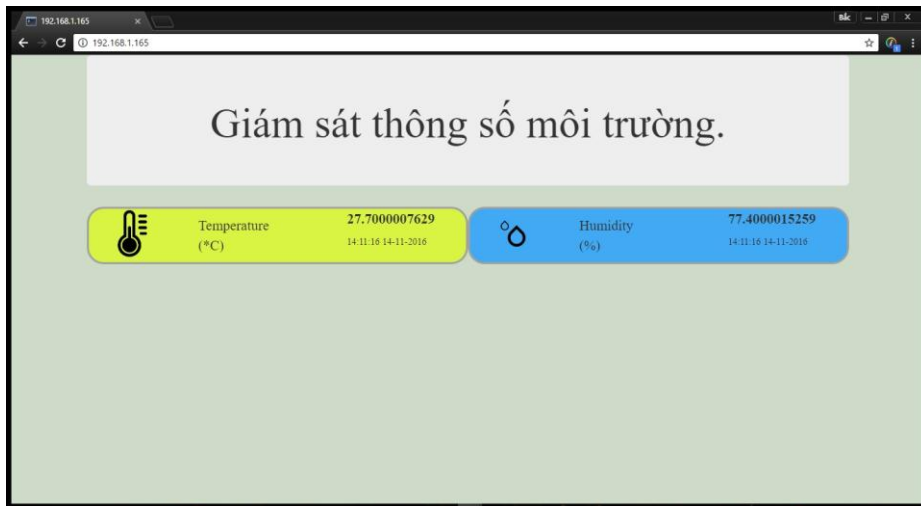 192.168.1.165
Bk
192.168.1.165
Giám sát thông số môi trường.
Temperature
(*C)
27.7000007629
14:11:16 14-11-2016
Humidity
(%)
77.4000015259
14:11:16 14-11-2016